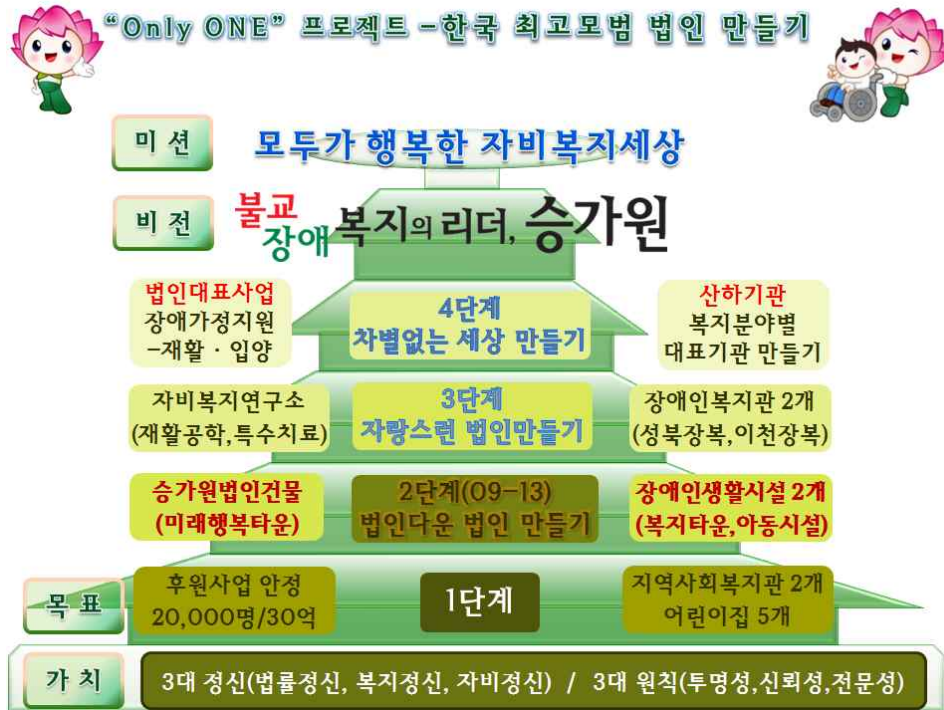 “Only ONE” 프로젝트 -한국 최고모범 법인 만들기
미 션
모두가 행복한 자비복지세상
비 전
불교
장애
복지의 리더, 승가원
법인대표사업
장애가정지원
-재활 · 입양
4단계
차별없는 세상 만들기
산하기관
복지분야별
대표기관 만들기
자비복지연구소
(재활공학,특수치료)
3단계
자랑스런 법인만들기
장애인복지관 2개
(성북장복,이천장복)
승가원법인건물
(미래행복타운)
2단계(09-13)
법인다운 법인 만들기
장애인생활시설 2개
(복지타운,아동시설)
목 표
후원사업 안정
20,000명/30억
1단계
지역사회복지관 2개
어린이집 5개
가 치
3대 정신(법률정신, 복지정신, 자비정신) / 3대 원칙(투명성,신뢰성,전문성)